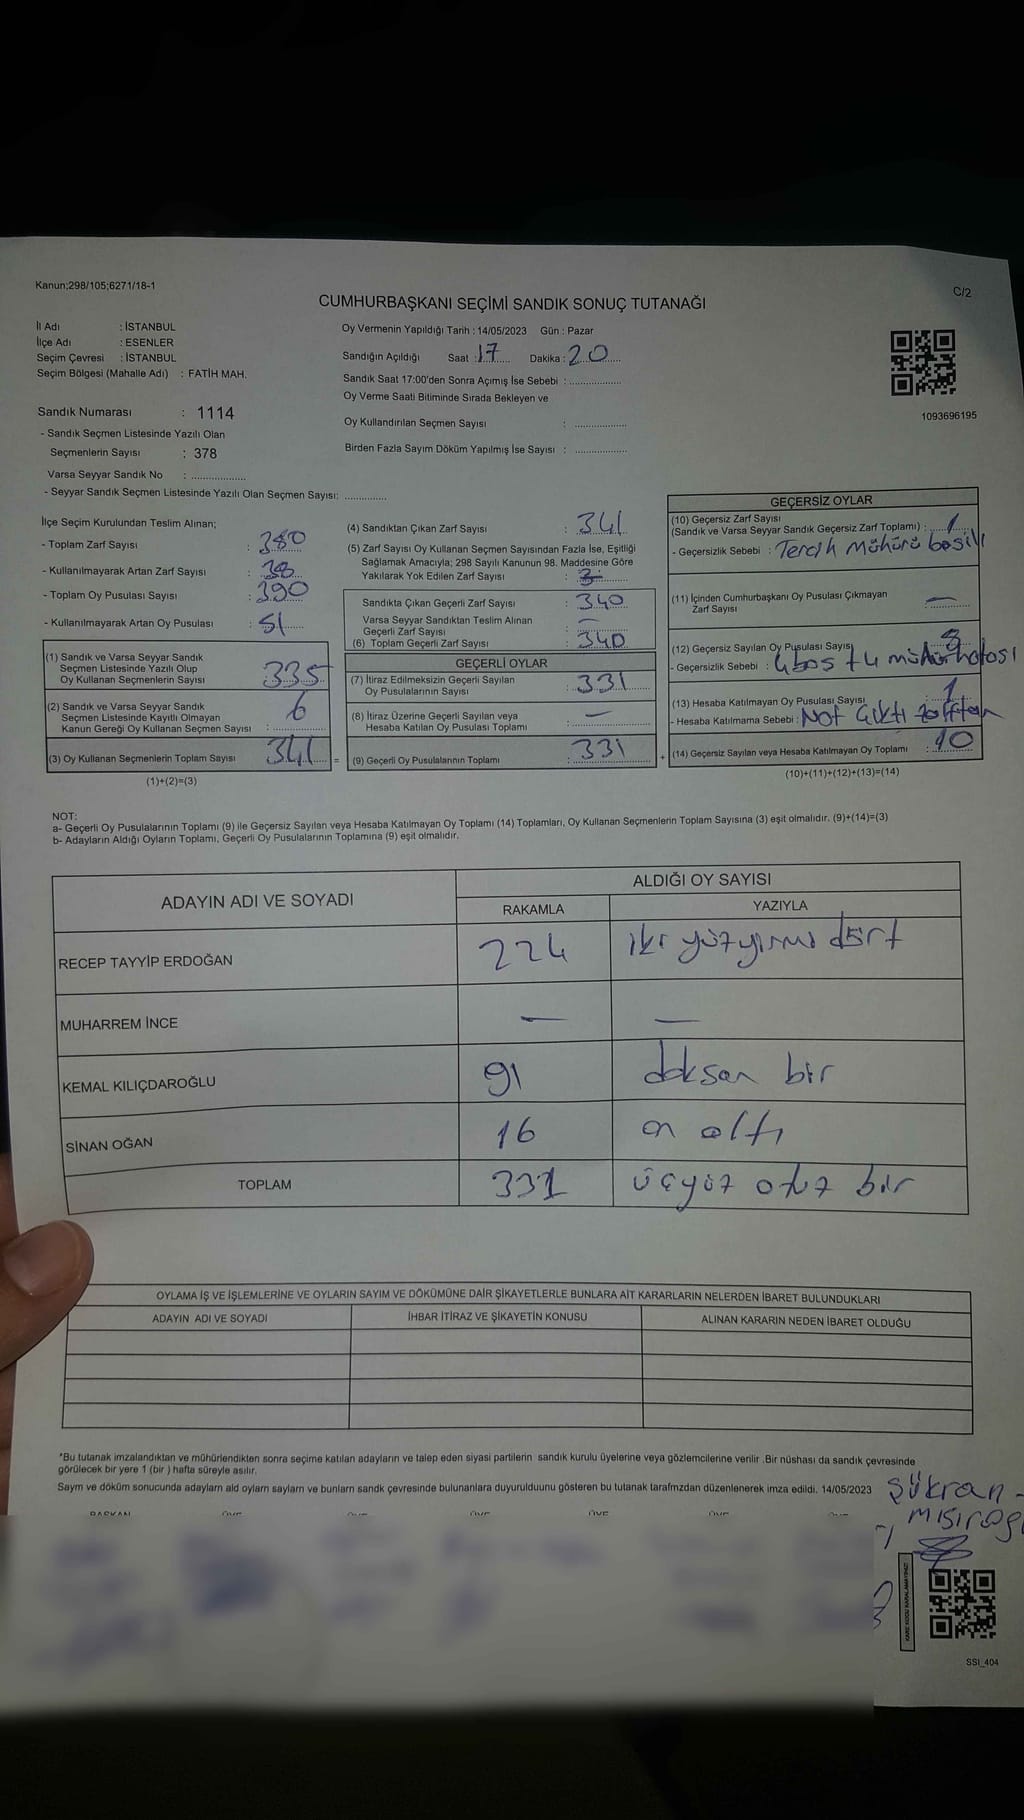 Kanun;298/105;6271/18-1
C/2
CUMHURBAŞKANI SEÇİMİ SANDIK SONUÇ TUTANAĞI
İl Adı : İSTANBUL
İlçe Adı : ESENLER
Seçim Çevresi : İSTANBUL
Seçim Bölgesi (Mahalle Adı) : FATİH MAH.
Sandık Numarası : 1114
- Sandık Seçmen Listesinde Yazılı Olan
Seçmenlerin Sayısı : 378
Varsa Seyyar Sandık No : ..................
- Seyyar Sandık Seçmen Listesinde Yazılı Olan Seçmen Sayısı: ..............
Oy Vermenin Yapıldığı Tarih : 14/05/2023 Gün : Pazar
Sandığın Açıldığı Saat : 17 Dakika : 20
Sandık Saat 17:00'den Sonra Açımış İse Sebebi : ..................
Oy Verme Saati Bitiminde Sırada Bekleyen ve
Oy Kullandırılan Seçmen Sayısı : ..................
Birden Fazla Sayım Döküm Yapılmış İse Sayısı : ..................
1093696195
İlçe Seçim Kurulundan Teslim Alınan;
- Toplam Zarf Sayısı : 380
- Kullanılmayarak Artan Zarf Sayısı : 38
- Toplam Oy Pusulası Sayısı : 390
- Kullanılmayarak Artan Oy Pusulası : 51
(1) Sandık ve Varsa Seyyar Sandık
Seçmen Listesinde Yazılı Olup
Oy Kullanan Seçmenlerin Sayısı 335
(2) Sandık ve Varsa Seyyar Sandık
Seçmen Listesinde Kayıtlı Olmayan
Kanun Gereği Oy Kullanan Seçmen Sayısı : 6
(3) Oy Kullanan Seçmenlerin Toplam Sayısı 341 =
(1)+(2)=(3)
(4) Sandıktan Çıkan Zarf Sayısı : 341
(5) Zarf Sayısı Oy Kullanan Seçmen Sayısından Fazla İse, Eşitliği
Sağlamak Amacıyla; 298 Sayılı Kanunun 98. Maddesine Göre
Yakılarak Yok Edilen Zarf Sayısı :
Sandıkta Çıkan Geçerli Zarf Sayısı : 340
Varsa Seyyar Sandıktan Teslim Alınan
Geçerli Zarf Sayısı : —
(6) Toplam Geçerli Zarf Sayısı : 340
GEÇERLİ OYLAR
(7) İtiraz Edilmeksizin Geçerli Sayılan
Oy Pusulalarının Sayısı : 331
(8) İtiraz Üzerine Geçerli Sayılan veya
Hesaba Katılan Oy Pusulası Toplamı : —
(9) Geçerli Oy Pusulalarının Toplamı : 331 +
GEÇERSİZ OYLAR
(10) Geçersiz Zarf Sayısı
(Sandık ve Varsa Seyyar Sandık Geçersiz Zarf Toplamı) : 1
- Geçersizlik Sebebi : Tercih mühürü basılı
(11) İçinden Cumhurbaşkanı Oy Pusulası Çıkmayan
Zarf Sayısı : —
(12) Geçersiz Sayılan Oy Pusulası Sayısı 8
- Geçersizlik Sebebi : 4 boş + 4 mühür hatası
(13) Hesaba Katılmayan Oy Pusulası Sayısı : 1
- Hesaba Katılmama Sebebi : Not çıktı zarftan
(14) Geçersiz Sayılan veya Hesaba Katılmayan Oy Toplamı : 10
(10)+(11)+(12)+(13)=(14)
NOT:
a- Geçerli Oy Pusulalarının Toplamı (9) ile Geçersiz Sayılan veya Hesaba Katılmayan Oy Toplamı (14) Toplamları, Oy Kullanan Seçmenlerin Toplam Sayısına (3) eşit olmalıdır. (9)+(14)=(3)
b- Adayların Aldığı Oyların Toplamı, Geçerli Oy Pusulalarının Toplamına (9) eşit olmalıdır.
ADAYIN ADI VE SOYADI
ALDIĞI OY SAYISI
RAKAMLA YAZIYLA
RECEP TAYYİP ERDOĞAN 224 iki yüz yirmi dört
MUHARREM İNCE — —
KEMAL KILIÇDAROĞLU 91 doksan bir
SİNAN OĞAN 16 on altı
TOPLAM 331 üçyüz otuz bir
OYLAMA İŞ VE İŞLEMLERİNE VE OYLARIN SAYIM VE DÖKÜMÜNE DAİR ŞİKAYETLERLE BUNLARA AİT KARARLARIN NELERDEN İBARET BULUNDUKLARI
ADAYIN ADI VE SOYADI İHBAR İTİRAZ VE ŞİKAYETİN KONUSU ALINAN KARARIN NEDEN İBARET OLDUĞU
*Bu tutanak imzalandıktan ve mühürlendikten sonra seçime katılan adayların ve talep eden siyasi partilerin sandık kurulu üyelerine veya gözlemcilerine verilir .Bir nüshası da sandık çevresinde
görülecek bir yere 1 (bir ) hafta süreyle asılır.
Sayım ve döküm sonucunda adaylarn ald oylarn saylarn ve bunlarn sandk çevresinde bulunanlara duyurulduunu gösteren bu tutanak tarafmzdan düzenlenerek imza edildi. 14/05/2023
Şükran
BAŞKAN ÜYE ÜYE ÜYE ÜYE ÜYE
KARE KODU KARALAMAYINIZ!
SSI_404